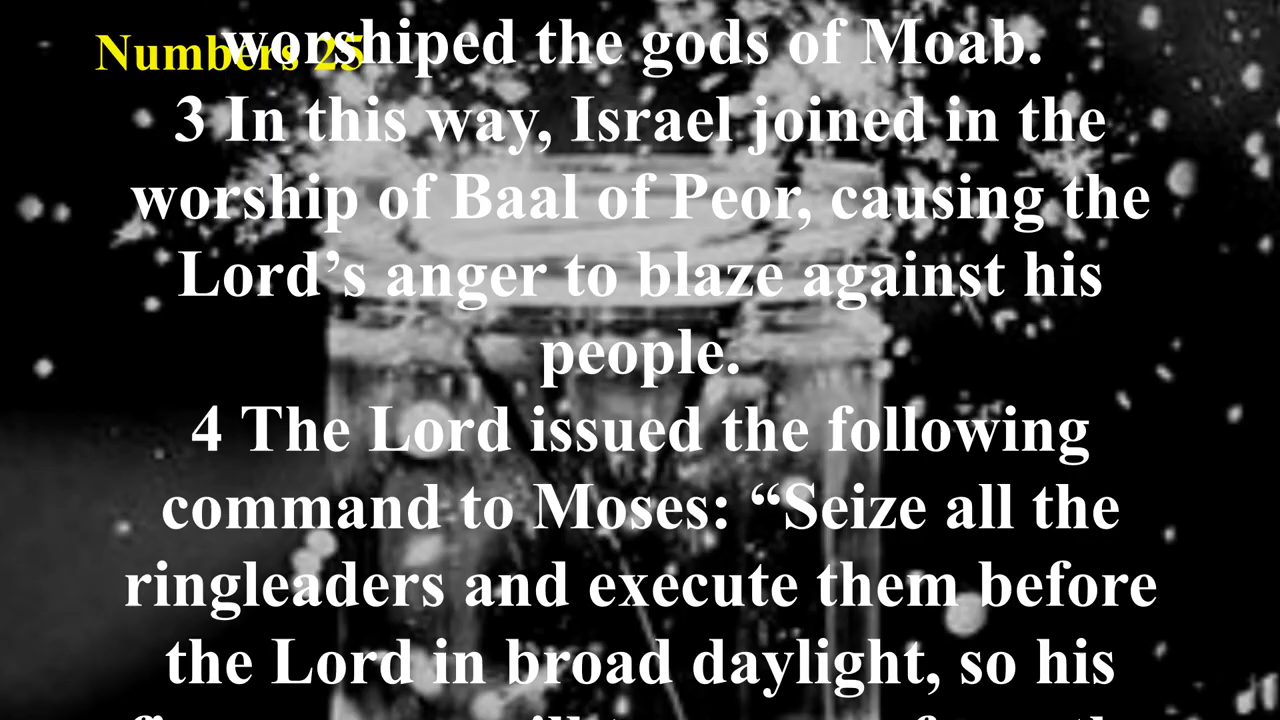 Numbers 25
worshiped the gods of Moab.
3 In this way, Israel joined in the
worship of Baal of Peor, causing the
Lord’s anger to blaze against his
people.
4 The Lord issued the following
command to Moses: “Seize all the
ringleaders and execute them before
the Lord in broad daylight, so his